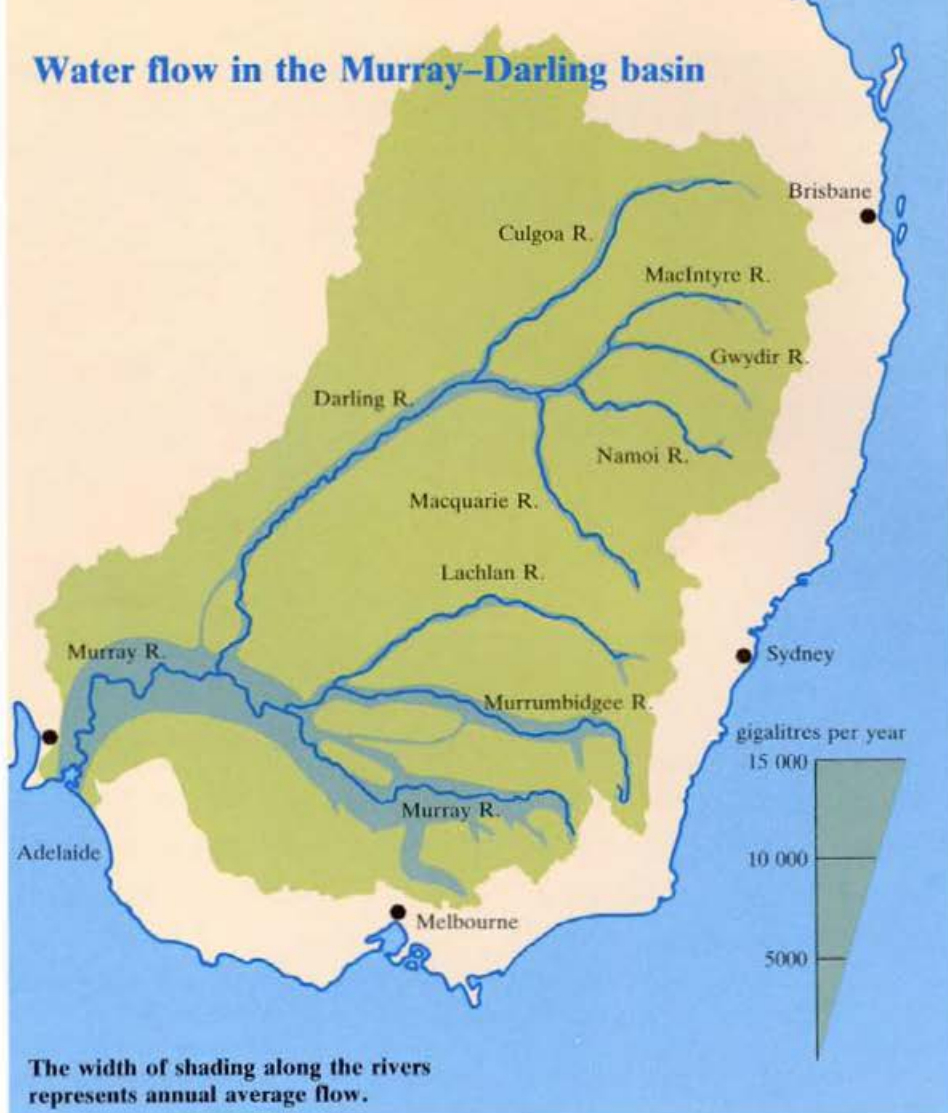 Water flow in the Murray–Darling basin
Brisbane
Culgoa R.
MacIntyre R.
Gwydir R.
Darling R.
Namoi R.
Macquarie R.
Lachlan R.
Murray R.
Sydney
Murrumbidgee R.
gigalitres per year
15 000
Murray R.
Adelaide
10 000
Melbourne
5000
The width of shading along the rivers
represents annual average flow.